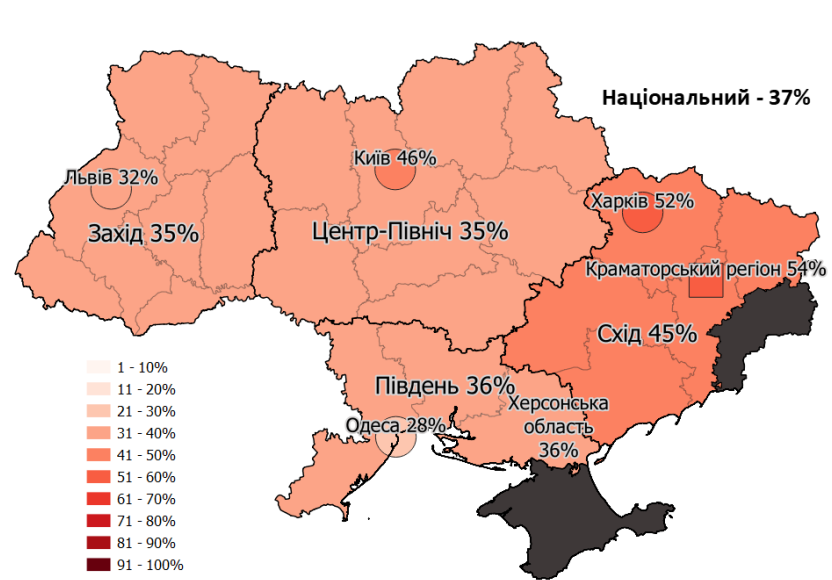 Національний - 37%
Київ 46%
Львів 32%
Харків 52%
Захід 35%
Центр-Північ 35%
Краматорський регіон 54%
Схід 45%
Південь 36%
Херсонська
область
36%
Одеса 28%
1 - 10%
11 - 20%
21 - 30%
31 - 40%
41 - 50%
51 - 60%
61 - 70%
71 - 80%
81 - 90%
91 - 100%